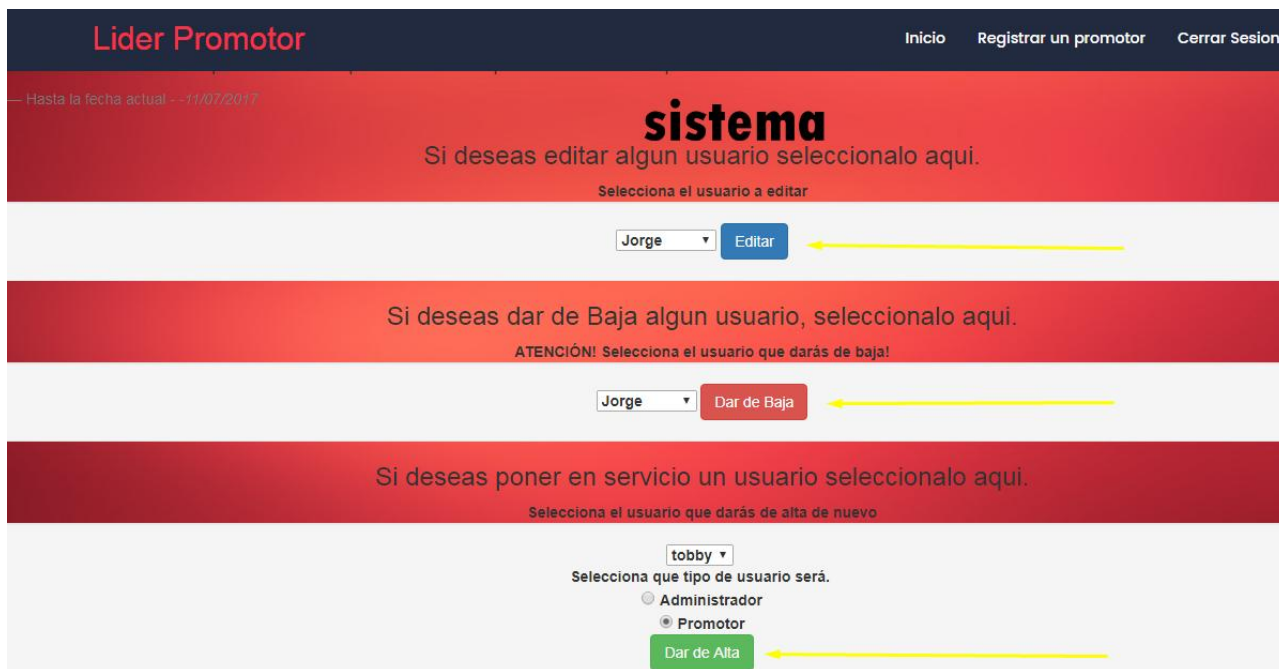 Lider Promotor
Inicio Registrar un promotor Cerrar Sesion
— Hasta la fecha actual - -11/07/2017
sistema
Si deseas editar algun usuario seleccionalo aqui.
Selecciona el usuario a editar
Jorge Editar
Si deseas dar de Baja algun usuario, seleccionalo aqui.
ATENCIÓN! Selecciona el usuario que darás de baja!
Jorge Dar de Baja
Si deseas poner en servicio un usuario seleccionalo aqui.
Selecciona el usuario que darás de alta de nuevo
tobby
Selecciona que tipo de usuario será.
Administrador
Promotor
Dar de Alta